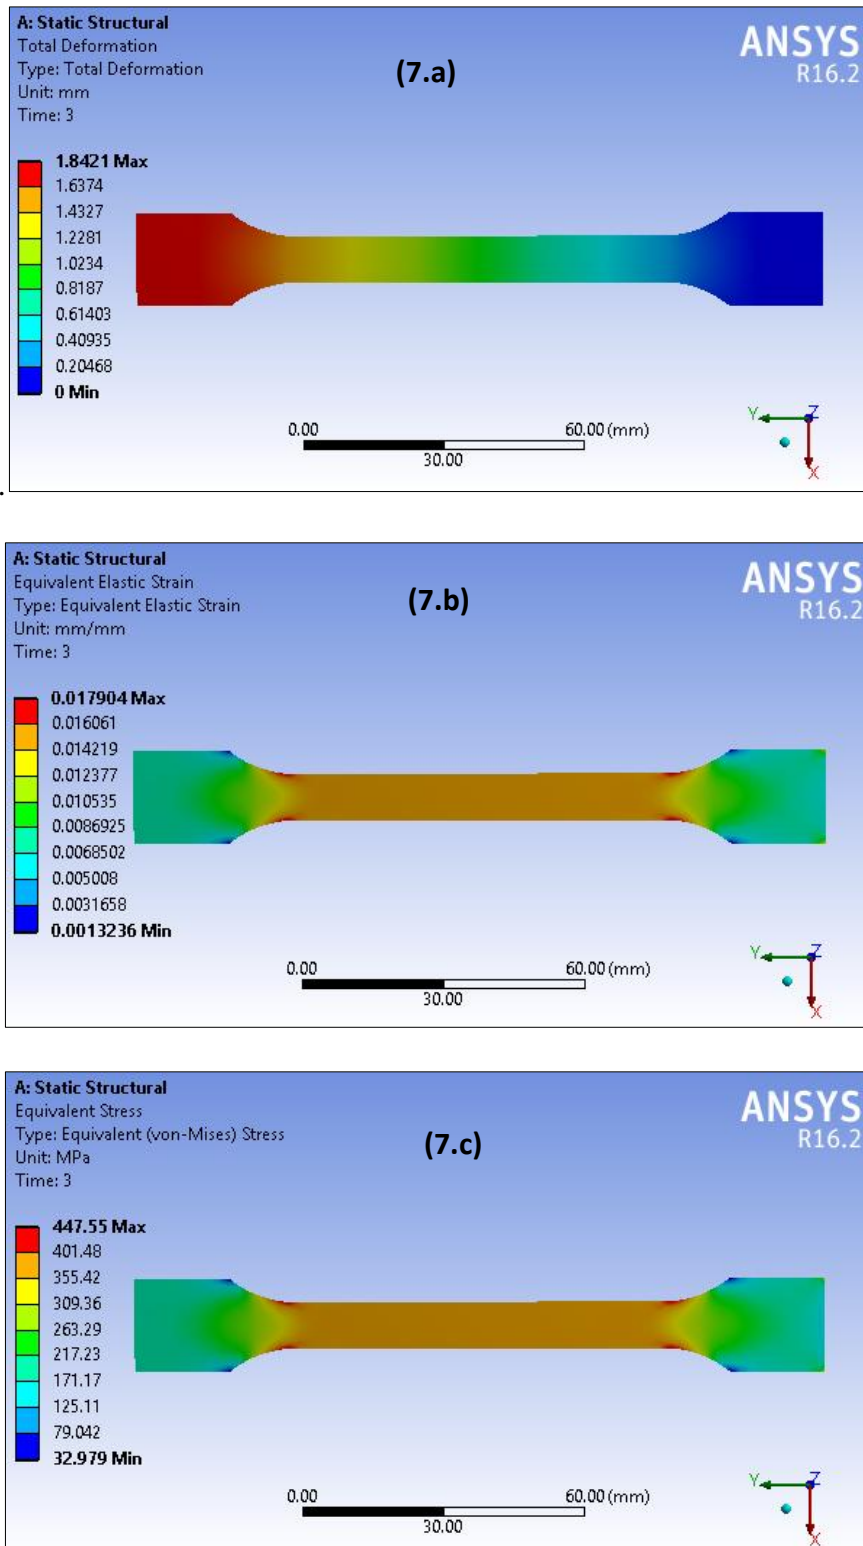 A: Static Structural
Total Deformation
Type: Total Deformation
Unit: mm
Time: 3
(7.a)
ANSYS
R16.2
1.8421 Max
1.6374
1.4327
1.2281
1.0234
0.8187
0.61403
0.40935
0.20468
0 Min
0.00
60.00 (mm)
30.00
Y
Z
X
.
A: Static Structural
Equivalent Elastic Strain
Type: Equivalent Elastic Strain
Unit: mm/mm
Time: 3
(7.b)
ANSYS
R16.2
0.017904 Max
0.016061
0.014219
0.012377
0.010535
0.0086925
0.0068502
0.005008
0.0031658
0.0013236 Min
0.00
60.00 (mm)
30.00
Y
Z
X
A: Static Structural
Equivalent Stress
Type: Equivalent (von-Mises) Stress
Unit: MPa
Time: 3
(7.c)
ANSYS
R16.2
447.55 Max
401.48
355.42
309.36
263.29
217.23
171.17
125.11
79.042
32.979 Min
0.00
60.00 (mm)
30.00
Y
Z
X